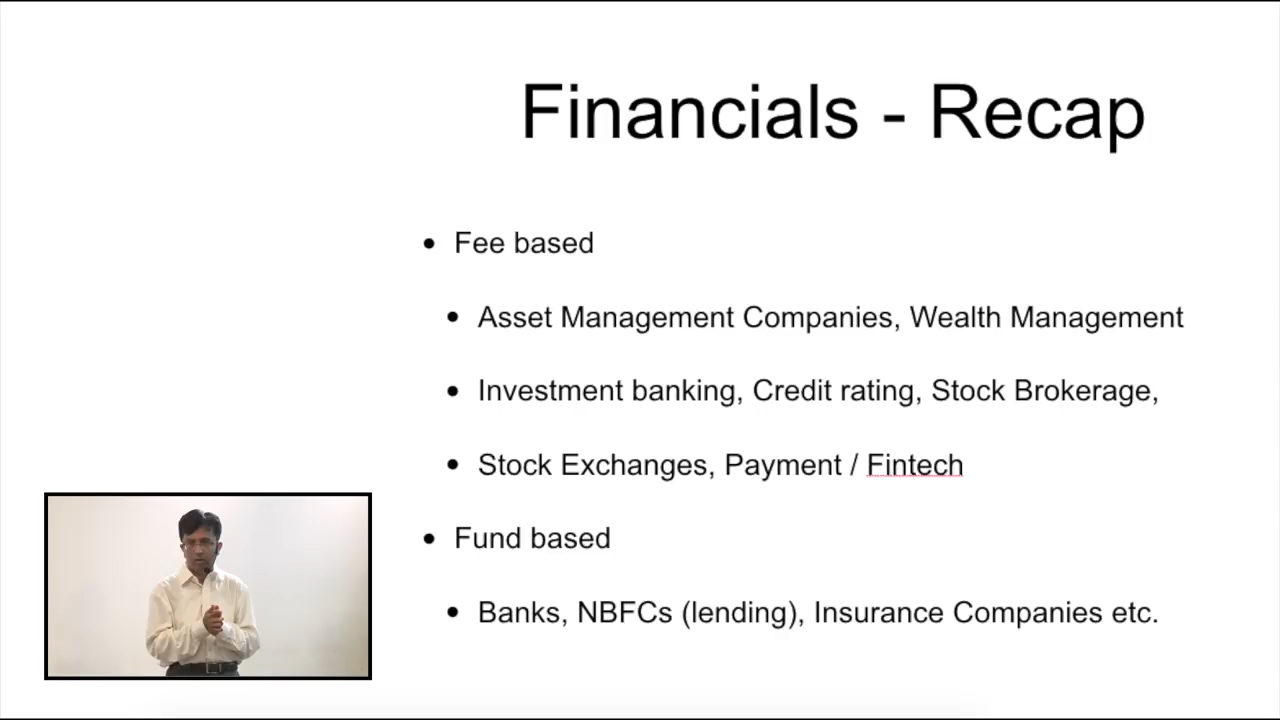 Financials - Recap
• Fee based
• Asset Management Companies, Wealth Management
• Investment banking, Credit rating, Stock Brokerage,
• Stock Exchanges, Payment / Fintech
• Fund based
• Banks, NBFCs (lending), Insurance Companies etc.